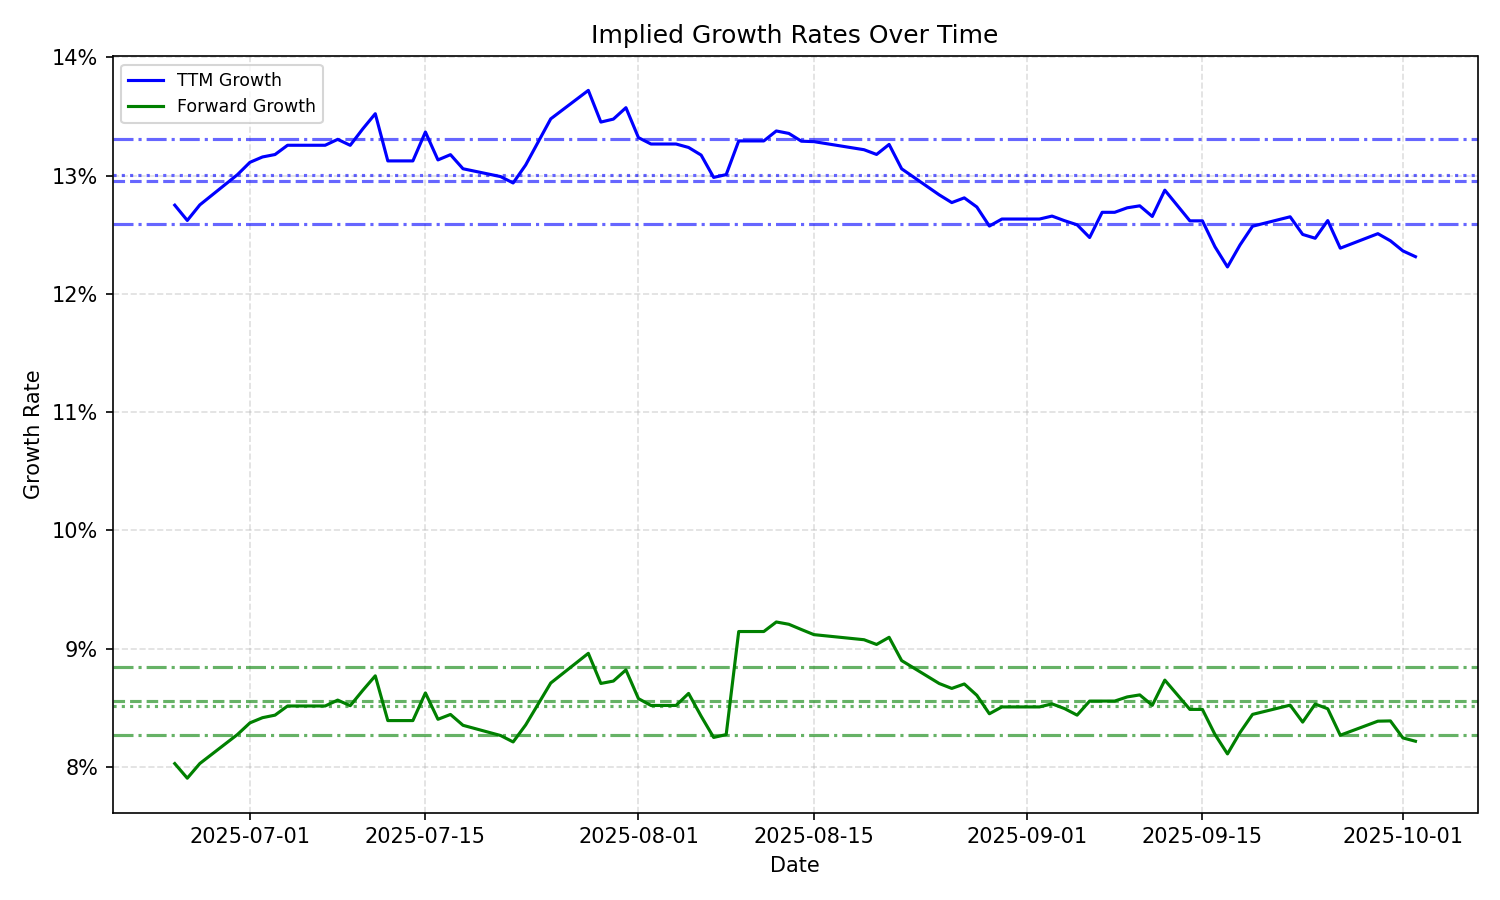 Implied Growth Rates Over Time
TTM Growth
Forward Growth
Growth Rate
14%
13%
12%
11%
10%
9%
8%
2025-07-01
2025-07-15
2025-08-01
2025-08-15
2025-09-01
2025-09-15
2025-10-01
Date